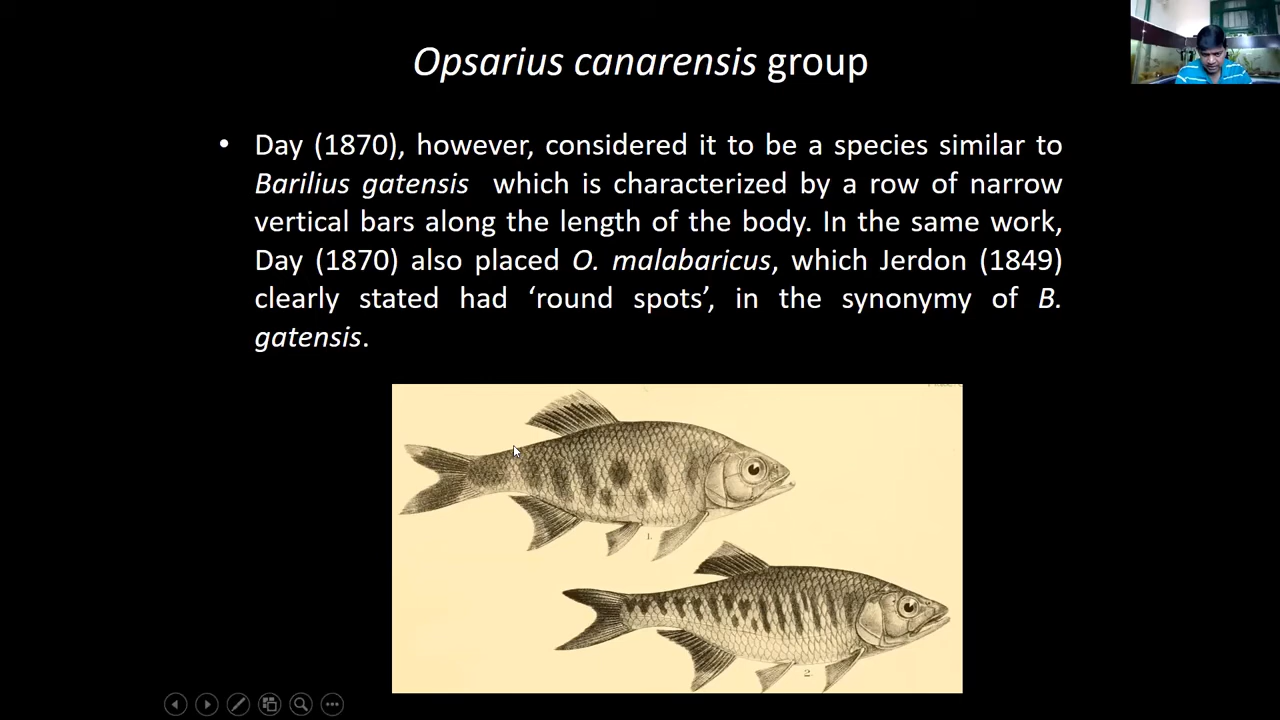 Opsarius canarensis group
• Day (1870), however, considered it to be a species similar to
Barilius gatensis which is characterized by a row of narrow
vertical bars along the length of the body. In the same work,
Day (1870) also placed O. malabaricus, which Jerdon (1849)
clearly stated had ‘round spots’, in the synonymy of B.
gatensis.
1.
2.